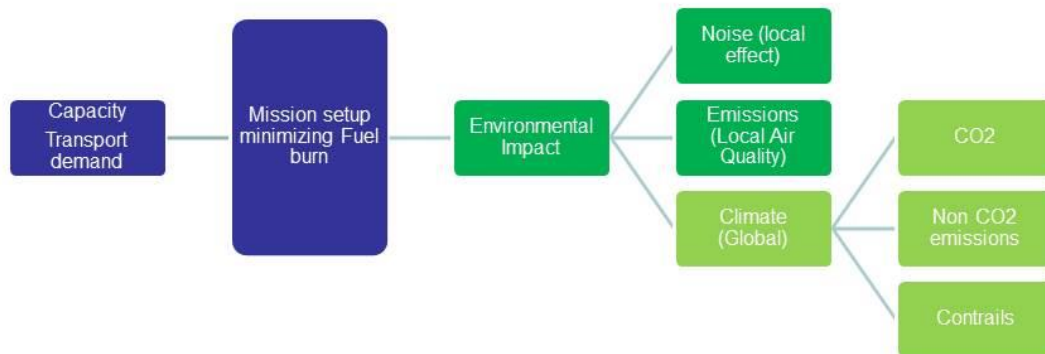 Capacity
Transport
demand
Mission setup
minimizing Fuel
burn
Environmental
Impact
Noise (local
effect)
Emissions
(Local Air
Quality)
Climate
(Global)
CO2
Non CO2
emissions
Contrails